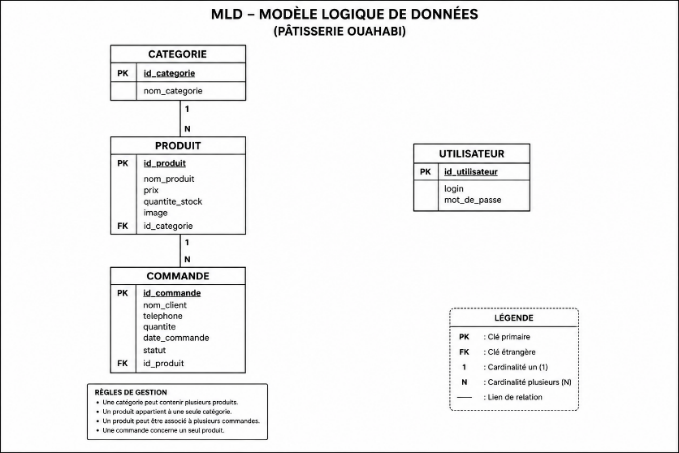 MLD – MODÈLE LOGIQUE DE DONNÉES
(PÂTISSERIE OUAHABI)
CATEGORIE
PK id_categorie
nom_categorie
1
N
PRODUIT
PK id_produit
nom_produit
prix
quantite_stock
image
FK id_categorie
1
N
COMMANDE
PK id_commande
nom_client
telephone
quantite
date_commande
statut
FK id_produit
UTILISATEUR
PK id_utilisateur
login
mot_de_passe
LÉGENDE
PK : Clé primaire
FK : Clé étrangère
1 : Cardinalité un (1)
N : Cardinalité plusieurs (N)
: Lien de relation
RÈGLES DE GESTION
• Une catégorie peut contenir plusieurs produits.
• Un produit appartient à une seule catégorie.
• Un produit peut être associé à plusieurs commandes.
• Une commande concerne un seul produit.